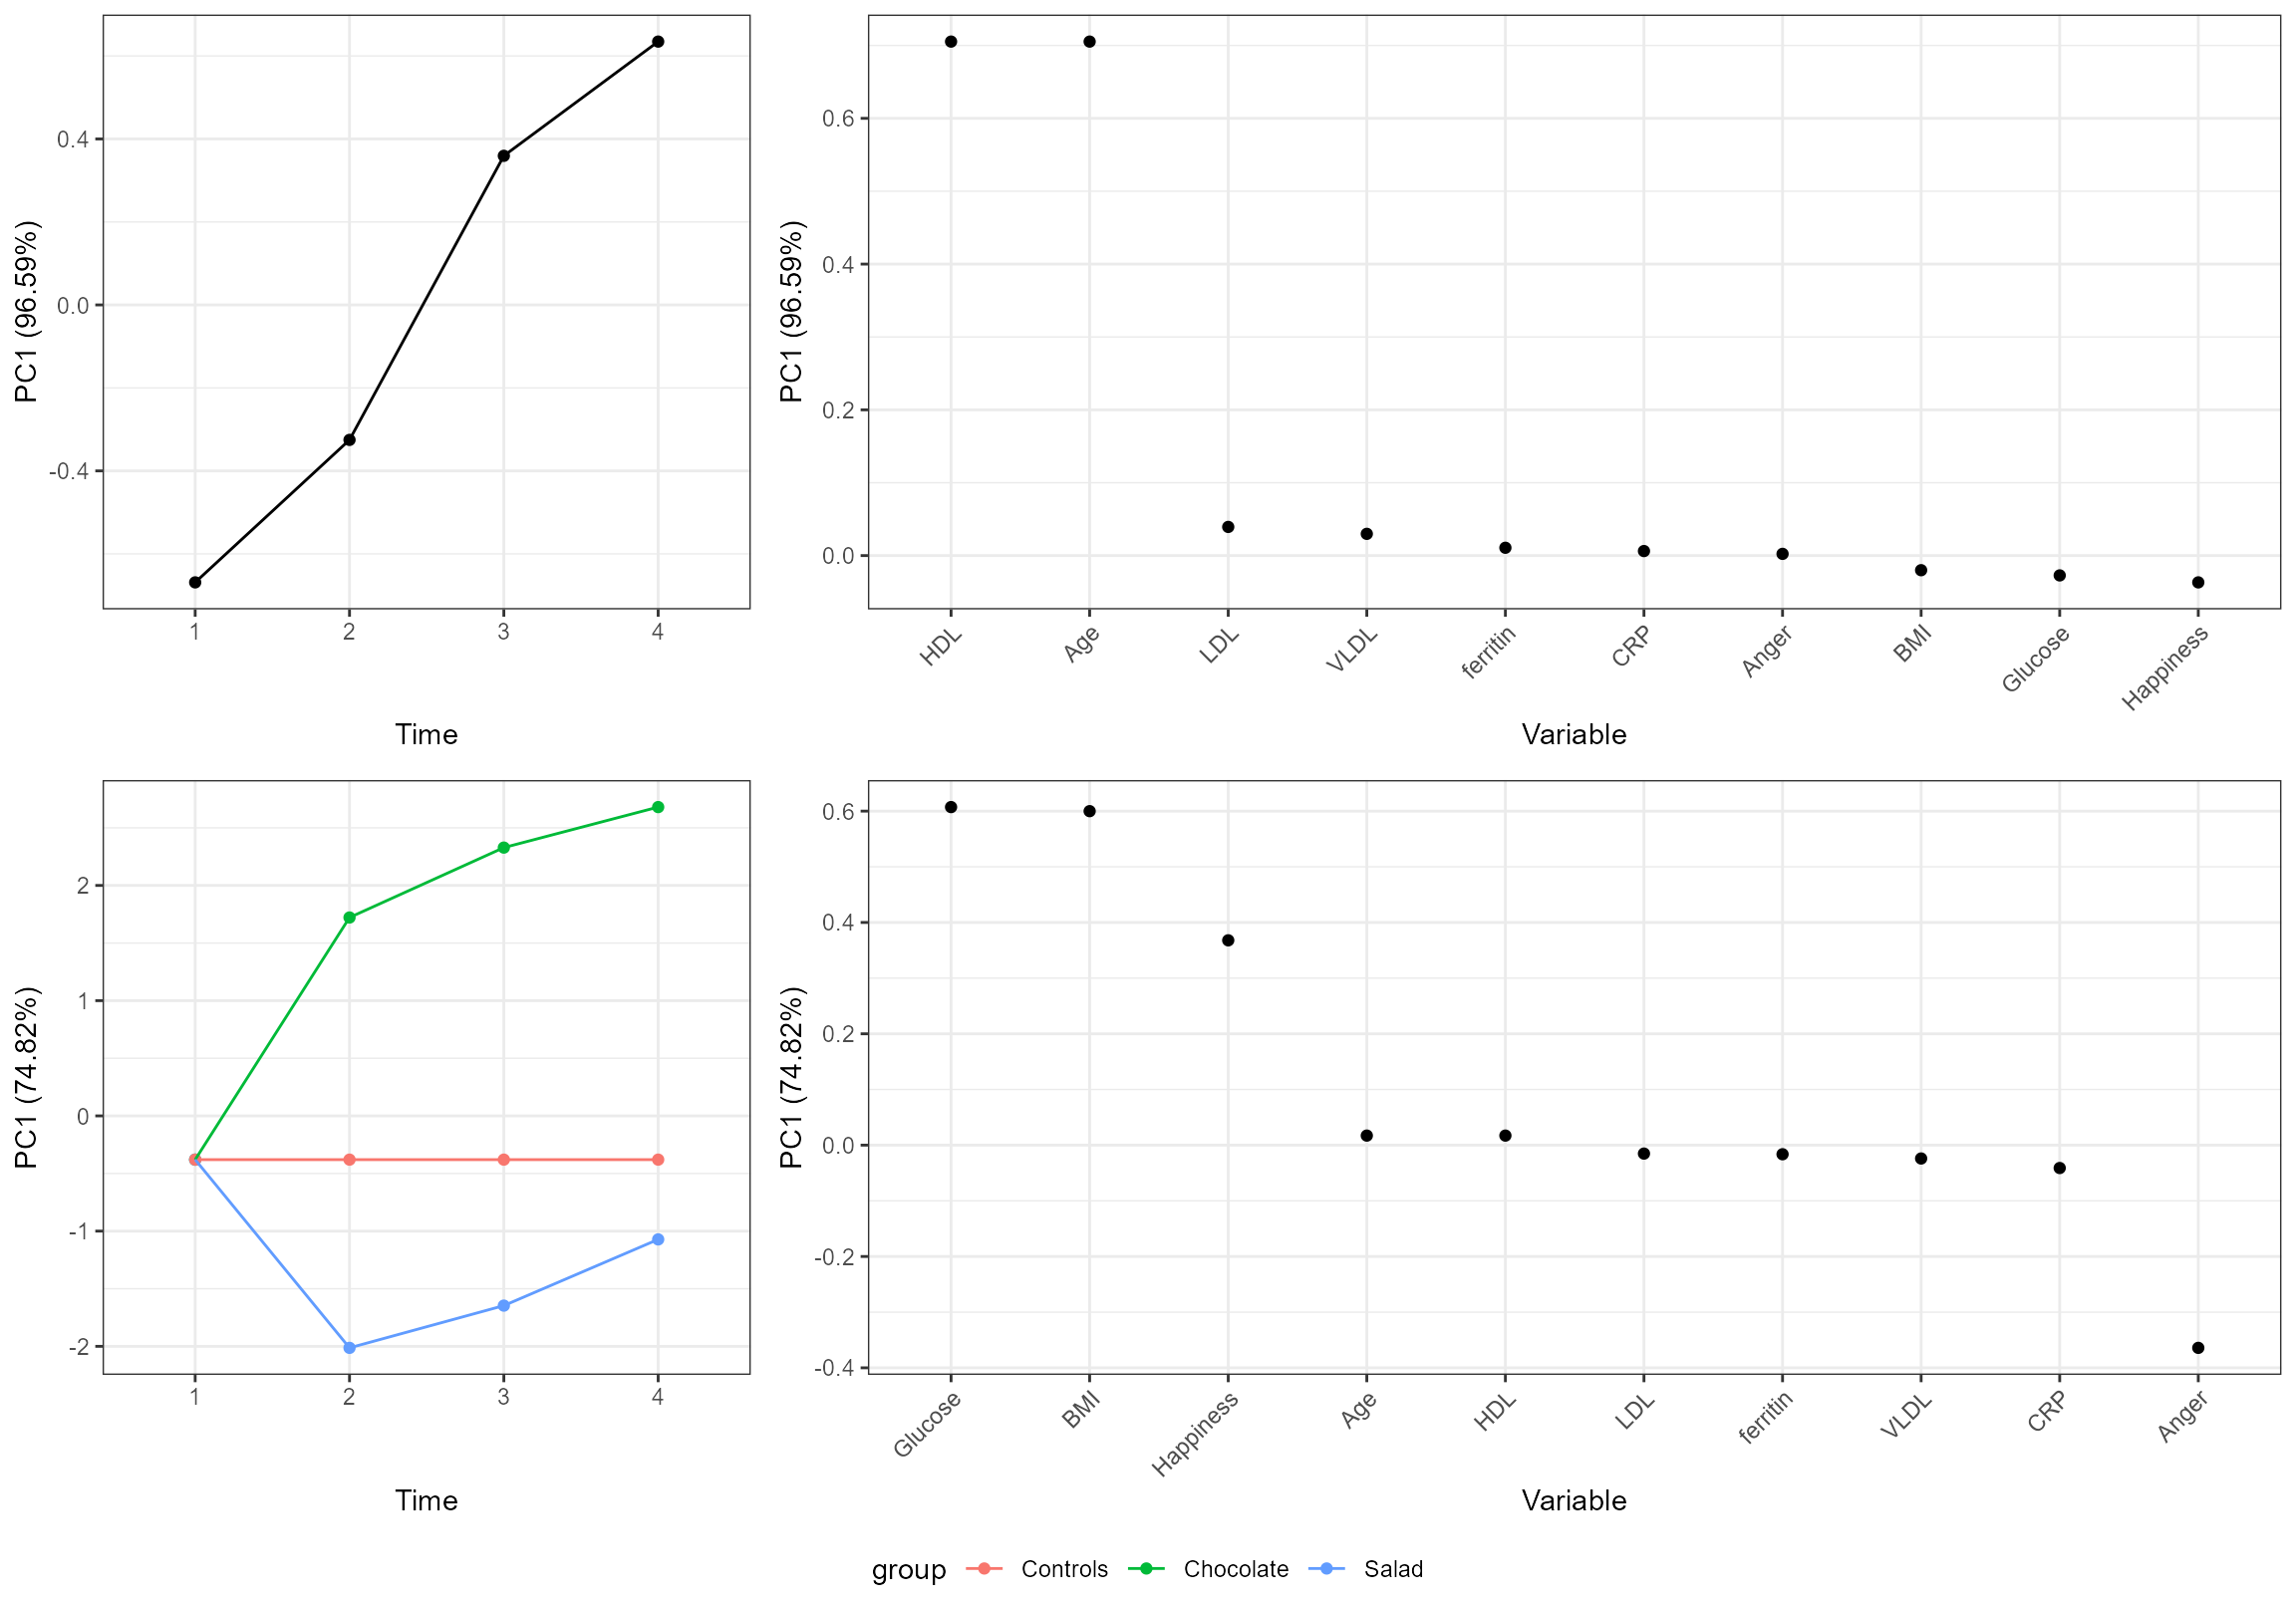 PC1 (96.59%)
0.4
0.0
-0.4
1 2 3 4
Time
PC1 (96.59%)
0.6
0.4
0.2
0.0
HDL Age LDL VLDL ferritin CRP Anger BMI Glucose Happiness
Variable
PC1 (74.82%)
2
1
0
-1
-2
1 2 3 4
Time
PC1 (74.82%)
0.6
0.4
0.2
0.0
-0.2
-0.4
Glucose BMI Happiness Age HDL LDL ferritin VLDL CRP Anger
Variable
group Controls Chocolate Salad